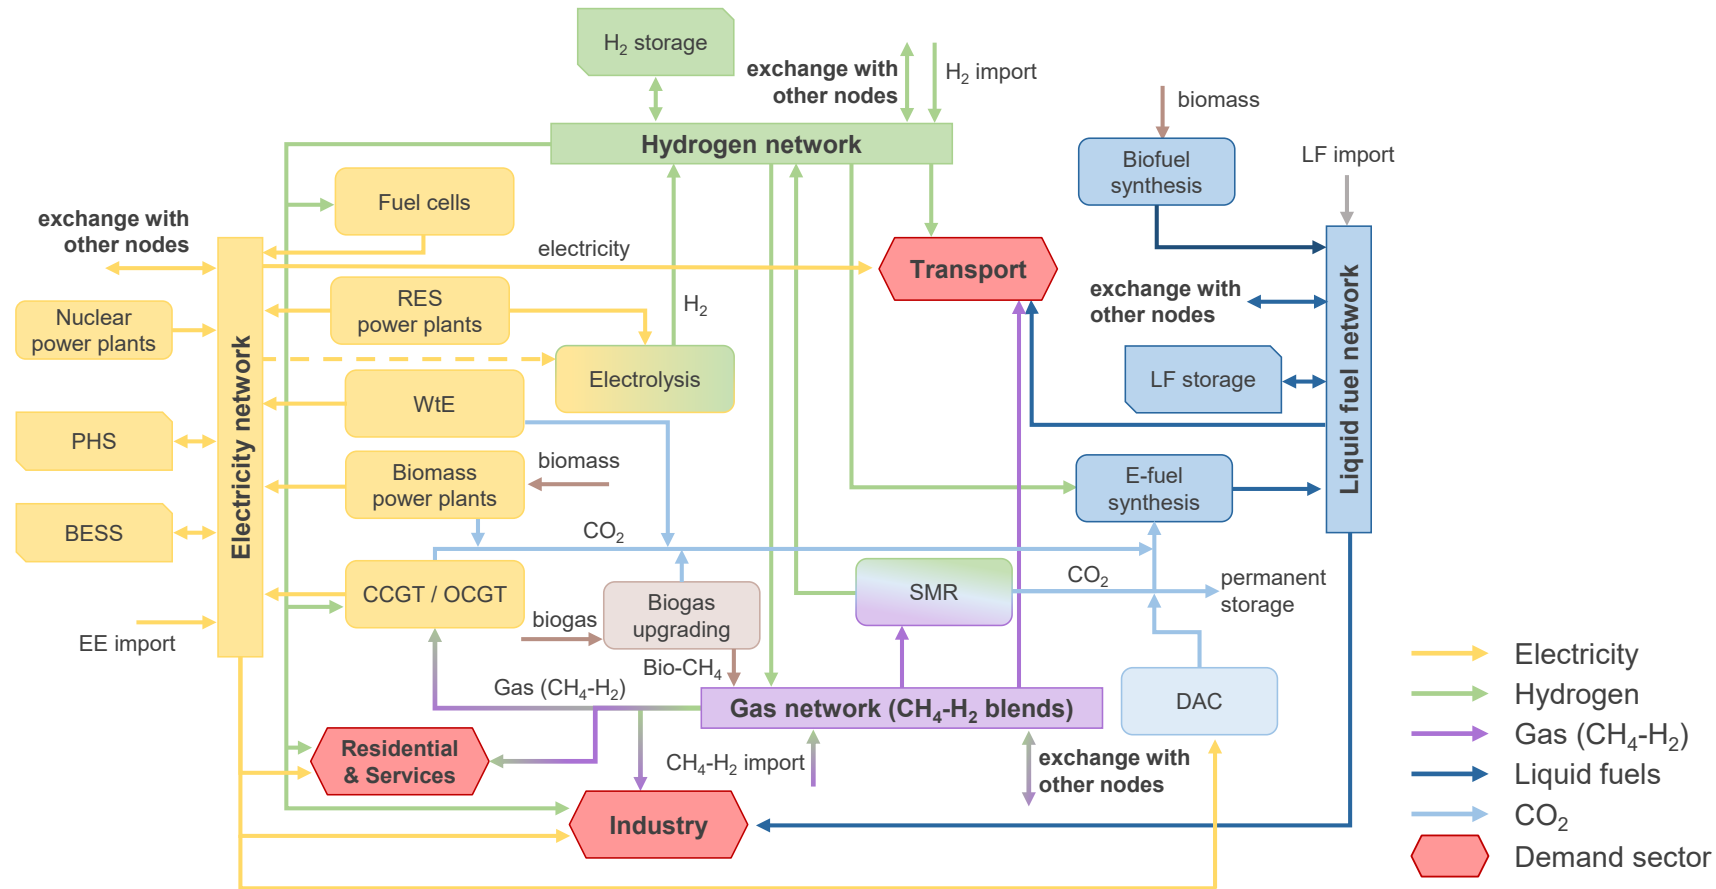 H₂ storage
exchange with
other nodes
H₂ import
biomass
Hydrogen network
Biofuel
synthesis
LF import
Fuel cells
exchange with
other nodes
electricity
Transport
RES
power plants
H₂
exchange with
other nodes
Nuclear
power plants
Electricity network
Electrolysis
LF storage
Liquid fuel network
WtE
PHS
Biomass
power plants
biomass
E-fuel
synthesis
BESS
CO₂
CCGT / OCGT
biogas
Biogas
upgrading
SMR
CO₂
permanent
storage
EE import
Bio-CH₄
Gas (CH₄-H₂)
Gas network (CH₄-H₂ blends)
DAC
Residential
& Services
CH₄-H₂ import
exchange with
other nodes
Industry
Electricity
Hydrogen
Gas (CH₄-H₂)
Liquid fuels
CO₂
Demand sector